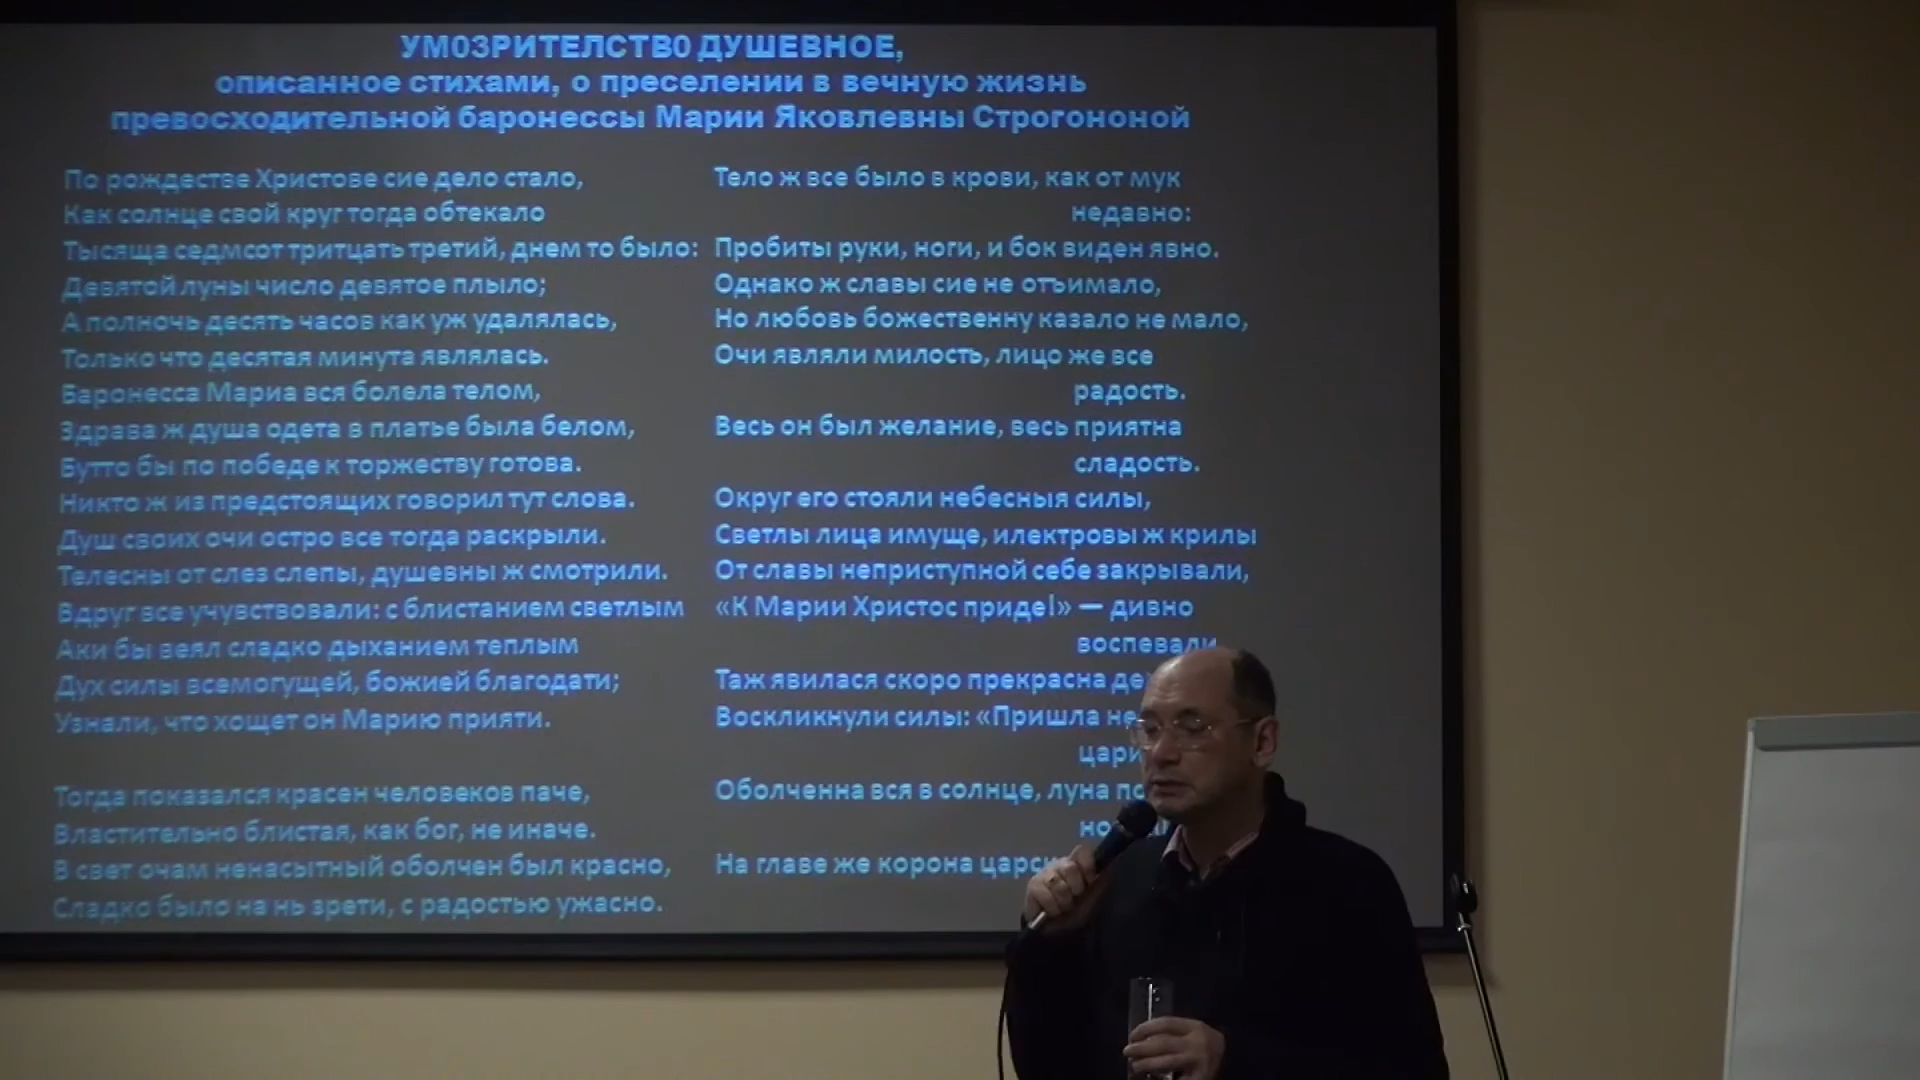 УМОЗРИТЕЛСТВО ДУШЕВНОЕ,
описанное стихами, о преселении в вечную жизнь
превосходительной баронессы Марии Яковлевны Строгононой
По рождестве Христове сие дело стало,
Как солнце свой круг тогда обтекало
Тысяща седмсот тритцать третий, днем то было:
Девятой луны число девятое плыло;
А полночь десять часов как уж удалялась,
Только что десятая минута являлась.
Баронесса Мариа вся болела телом,
Здрава ж душа одета в платье была белом,
Бутто бы по победе к торжеству готова.
Никто ж из предстоящих говорил тут слова.
Душ своих очи остро все тогда раскрыли.
Телесны от слез слепы, душевны ж смотрили.
Вдруг все учувствовали: с блистанием светлым
Аки бы веял сладко дыханием теплым
Дух силы всемогущей, божией благодати;
Узнали, что хощет он Марию прияти.
Тогда показался красен человеков паче,
Властительно блистая, как бог, не иначе.
В свет очам ненасытный оболчен был красно,
Сладко было на нь зрети, с радостью ужасно.
Тело ж все было в крови, как от мук
недавно:
Пробиты руки, ноги, и бок виден явно.
Однако ж славы сие не отъимало,
Но любовь божественну казало не мало,
Очи являли милость, лицо же все
радость.
Весь он был желание, весь приятна
сладость.
Округ его стояли небесныя силы,
Светлы лица имуще, илектровы ж крилы
От славы неприступной себе закрывали,
«К Марии Христос приде!» — дивно
воспевали
Таж явилася скоро прекрасна
Воскликнули силы: «Пришла
Оболченна вся в солнце, луна
На главе же корона